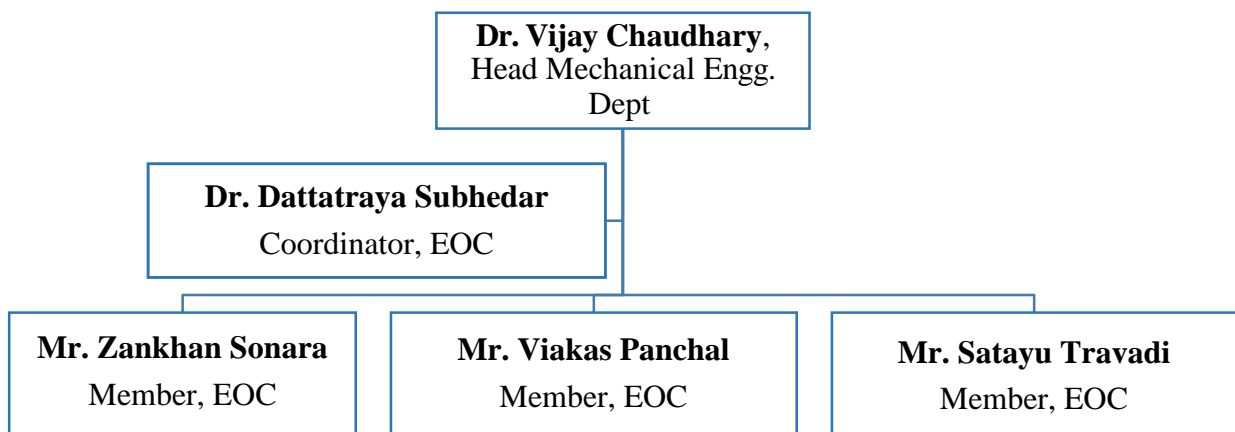 Dr. Vijay Chaudhary,
Head Mechanical Engg.
Dept
Dr. Dattatraya Subhedar
Coordinator, EOC
Mr. Zankhan Sonara
Member, EOC
Mr. Viakas Panchal
Member, EOC
Mr. Satayu Travadi
Member, EOC